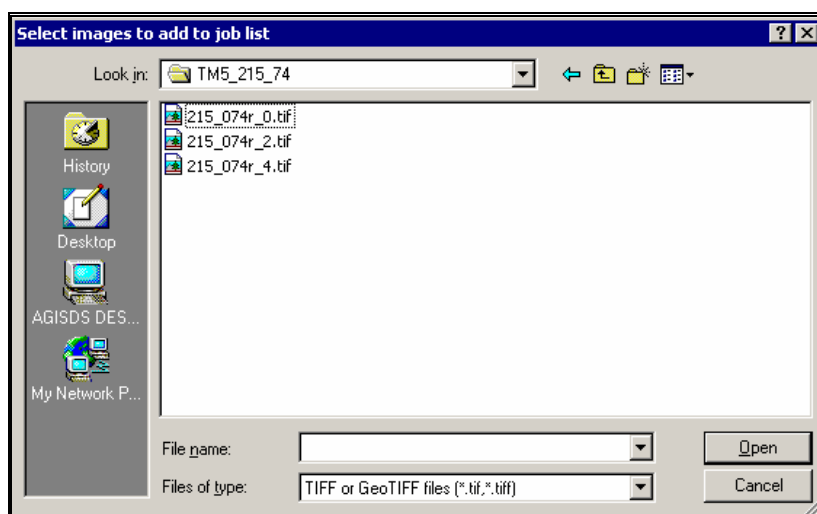 Select images to add to job list
Look in: TM5_215_74
215_074r_0.tif
215_074r_2.tif
215_074r_4.tif
History
Desktop
AGISDS DES...
My Network P...
File name:
Open
Files of type: TIFF or GeoTIFF files (*.tif,*.tiff)
Cancel